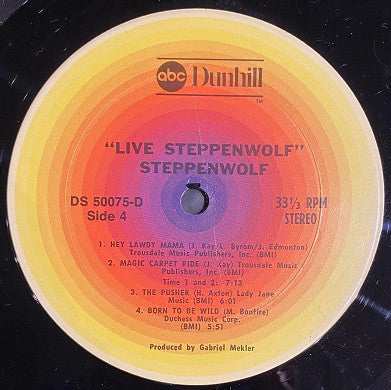 abc Dunhill
TM
"LIVE STEPPENWOLF"
STEPPENWOLF
DS 50075-D
Side 4
33⅓ RPM
STEREO
1. HEY LAWDY MAMA (J. Kay/L. Byrom/J. Edmonton)
Trousdale Music Publishers, Inc. (BMI)
2. MAGIC CARPET RIDE (J. Kay) Trousdale Music
Publishers, Inc. (BMI)
Time 1 and 2: 7:13
3. THE PUSHER (H. Axton) Lady Jane
Music (BMI) 6:01
4. BORN TO BE WILD (M. Bonfire)
Duchess Music Corp.
(BMI) 5:51
Produced by Gabriel Mekler